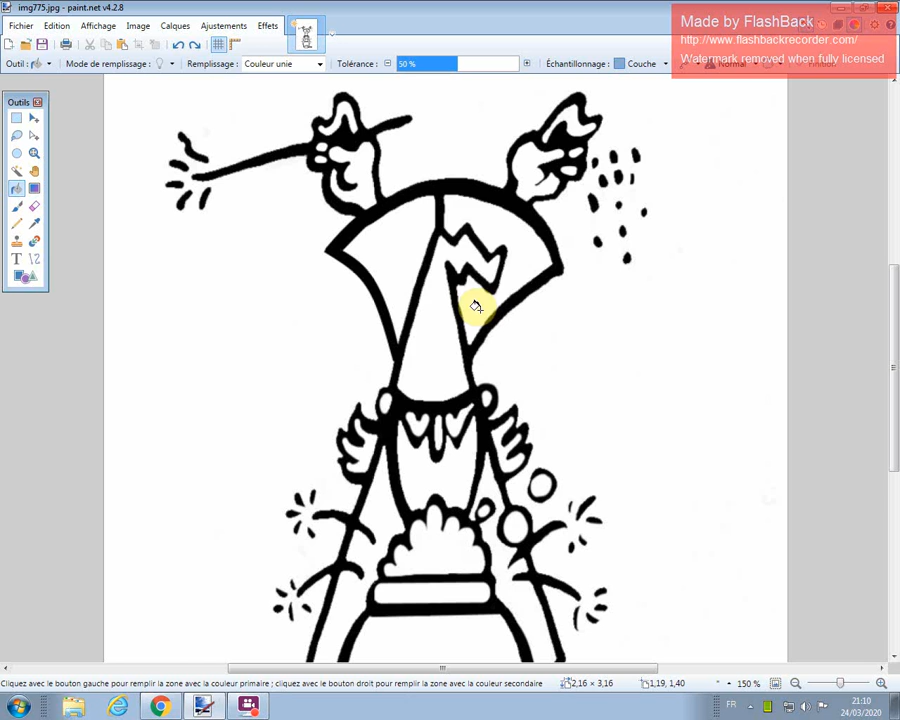 img775.jpg - paint.net v4.2.8
Made by FlashBack
http://www.flashbackrecorder.com/
Watermark removed when fully licensed
Fichier Edition Affichage Image Calques Ajustements Effets
Outil : Mode de remplissage : Remplissage : Couleur unie Tolérance : 50 % Échantillonnage : Couche Normal
Outils
Cliquez avec le bouton gauche pour remplir la zone avec la couleur primaire ; cliquez avec le bouton droit pour remplir la zone avec la couleur secondaire
2,16 × 3,16
1,19, 1,40
" 150 %
FR
21:10
24/03/2020